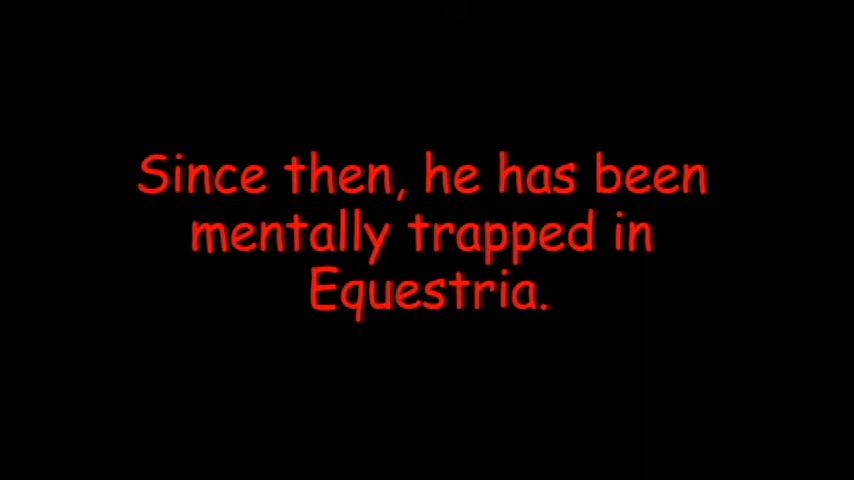 Since then, he has been
mentally trapped in
Equestria.